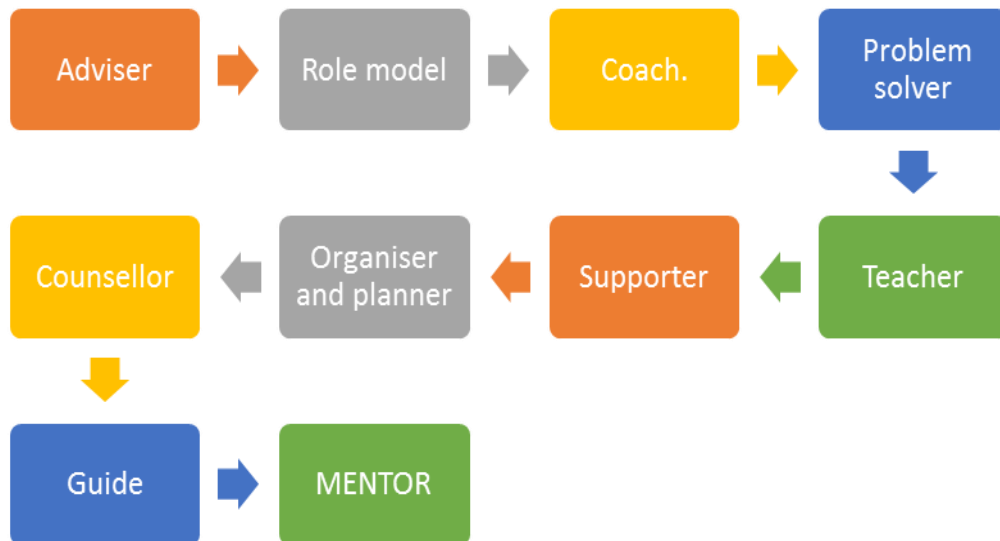 Adviser
Role model
Coach.
Problem
solver
Teacher
Supporter
Organiser
and planner
Counsellor
Guide
MENTOR